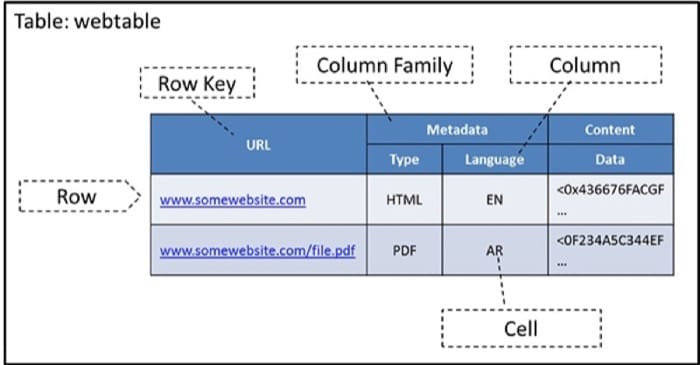 Table: webtable
Row Key
Column Family
Column
URL
Metadata
Content
Type
Language
Data
Row
www.somewebsite.com
HTML
EN
<0x436676FACGF
...
www.somewebsite.com/file.pdf
PDF
AR
<0F234A5C344EF
...
Cell